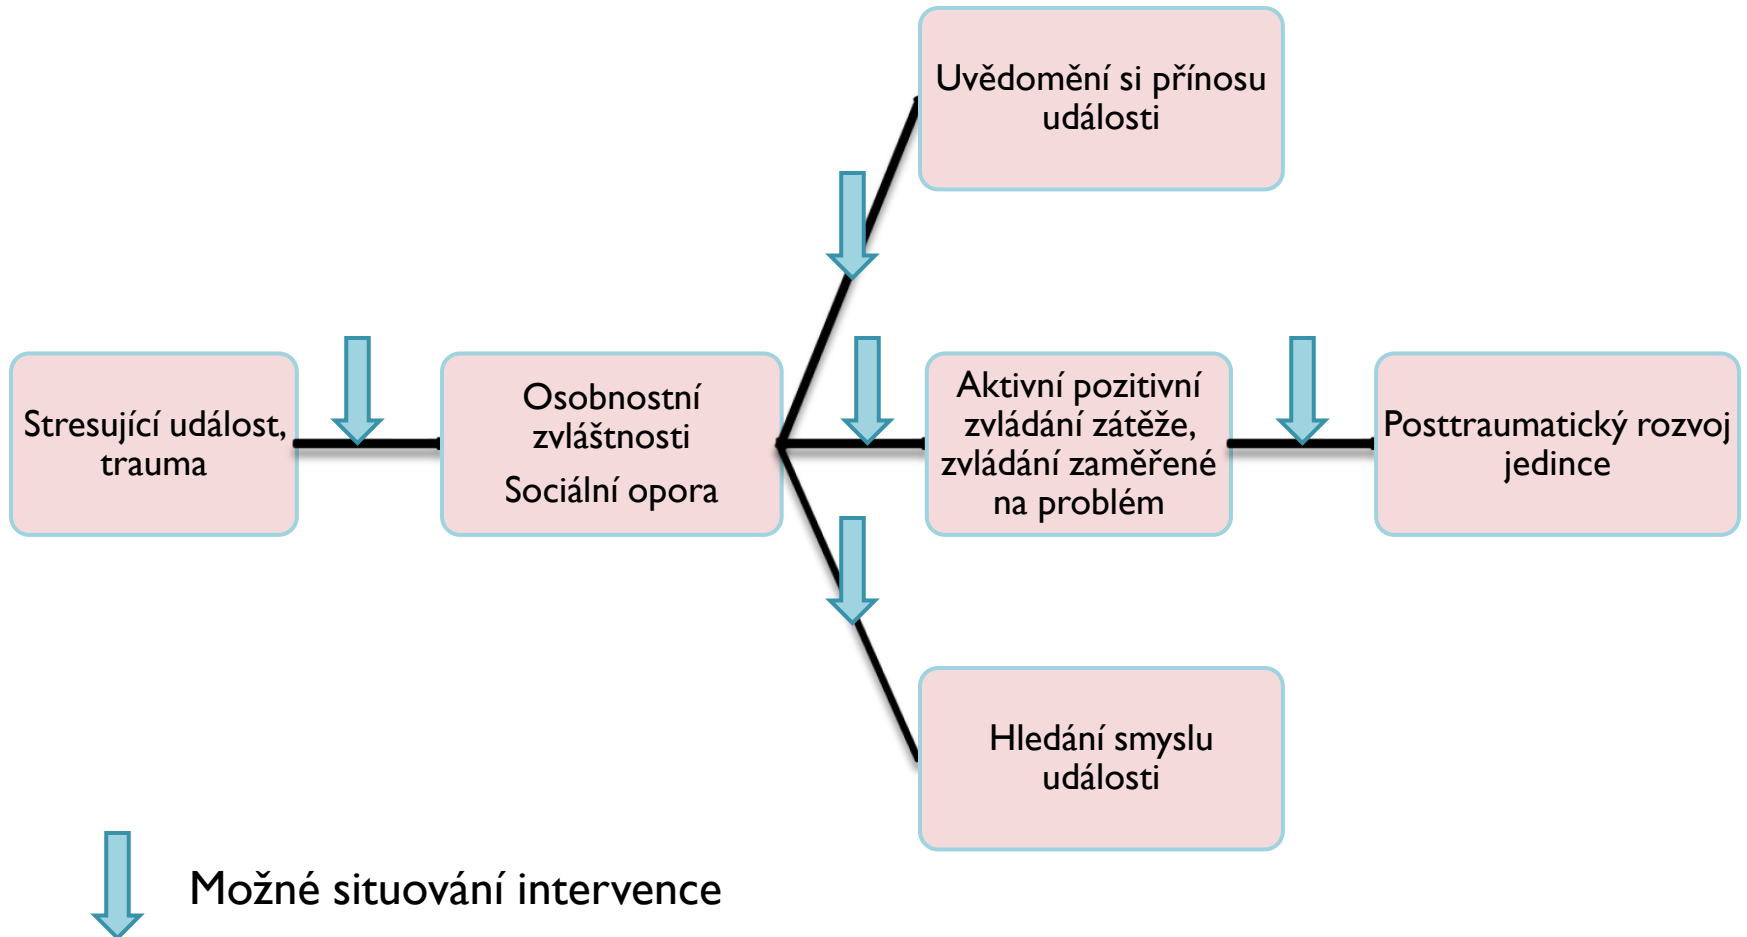 Uvědomění si přínosu
události
Stresující událost,
trauma
Osobnostní
zvláštnosti
Sociální opora
Aktivní pozitivní
zvládání zátěže,
zvládání zaměřené
na problém
Posttraumatický rozvoj
jedince
Hledání smyslu
události
Možné situování intervence